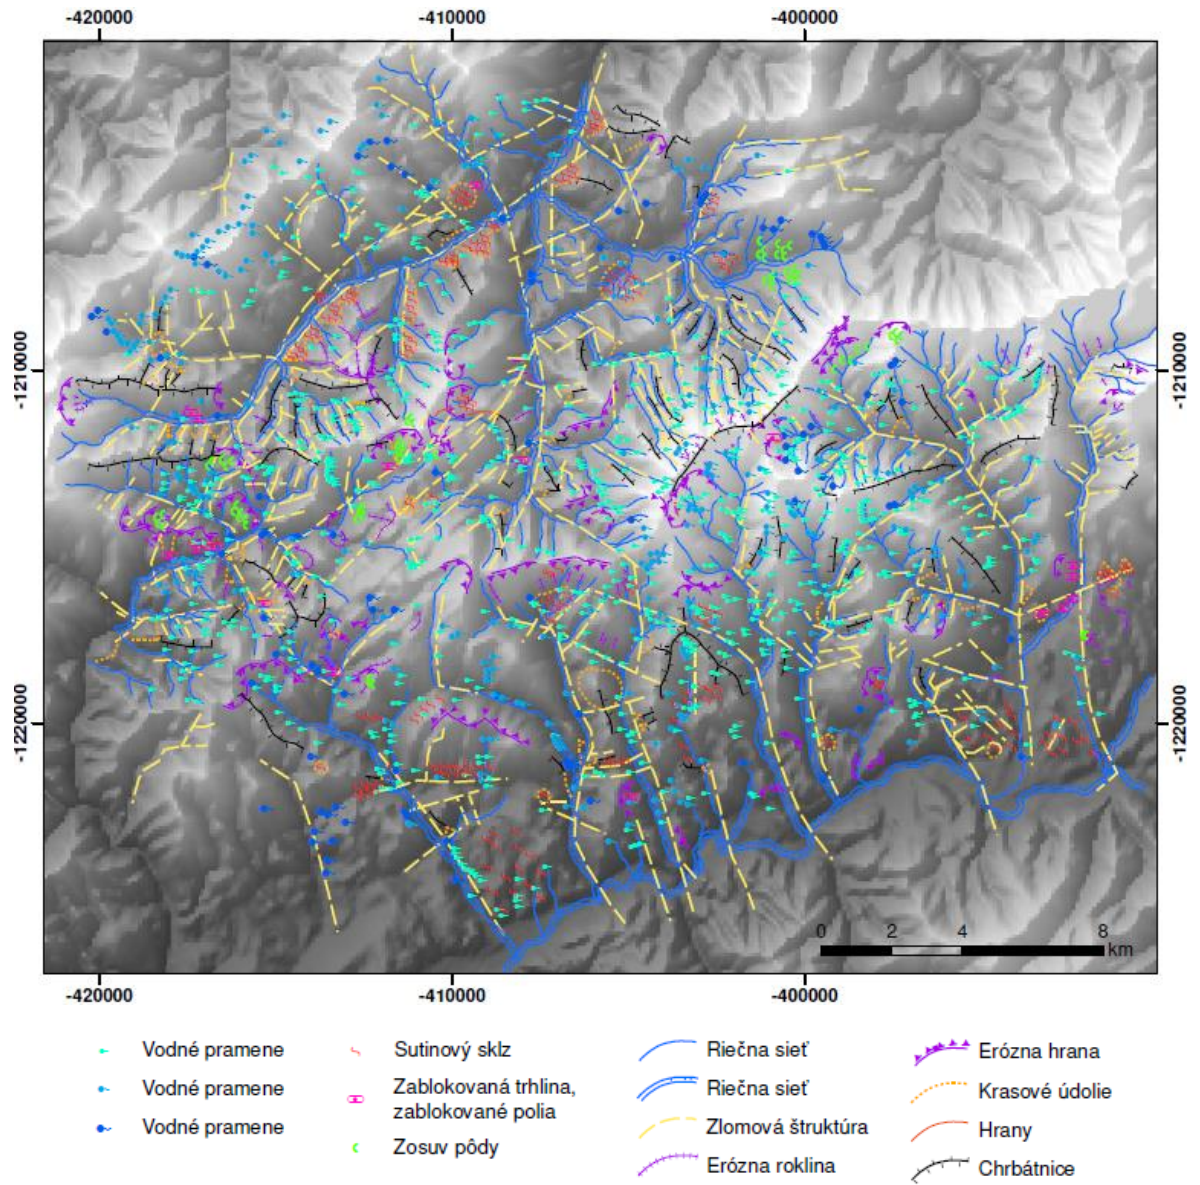 -420000 -410000 -400000
-1210000 -1210000
-1220000 -1220000
0 2 4 8
km
-420000 -410000 -400000
Vodné pramene
Vodné pramene
Vodné pramene
Sutinový sklz
Zablokovaná trhlina,
zablokované polia
Zosuv pôdy
Riečna sieť
Riečna sieť
Zlomová štruktúra
Erózna roklina
Erózna hrana
Krasové údolie
Hrany
Chrbátnice